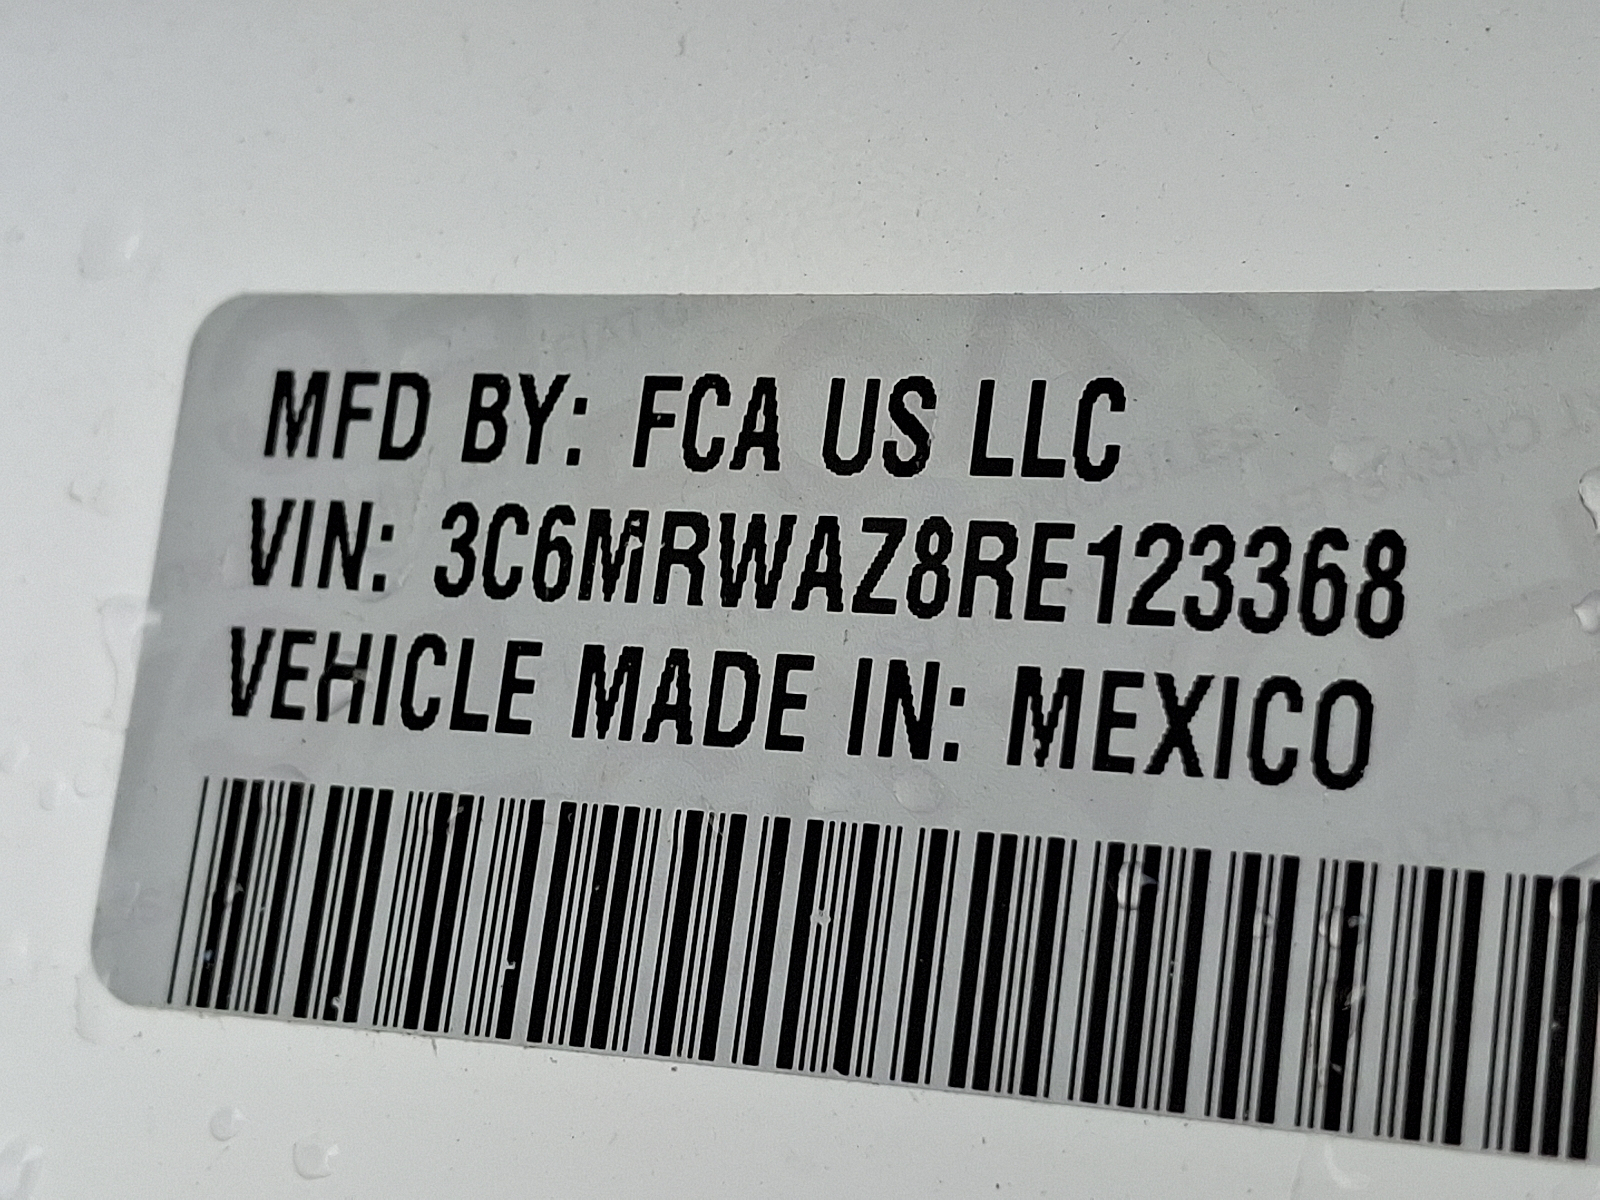 MFD BY: FCA US LLC
VIN: 3C6MRWAZ8RE123368
VEHICLE MADE IN: MEXICO